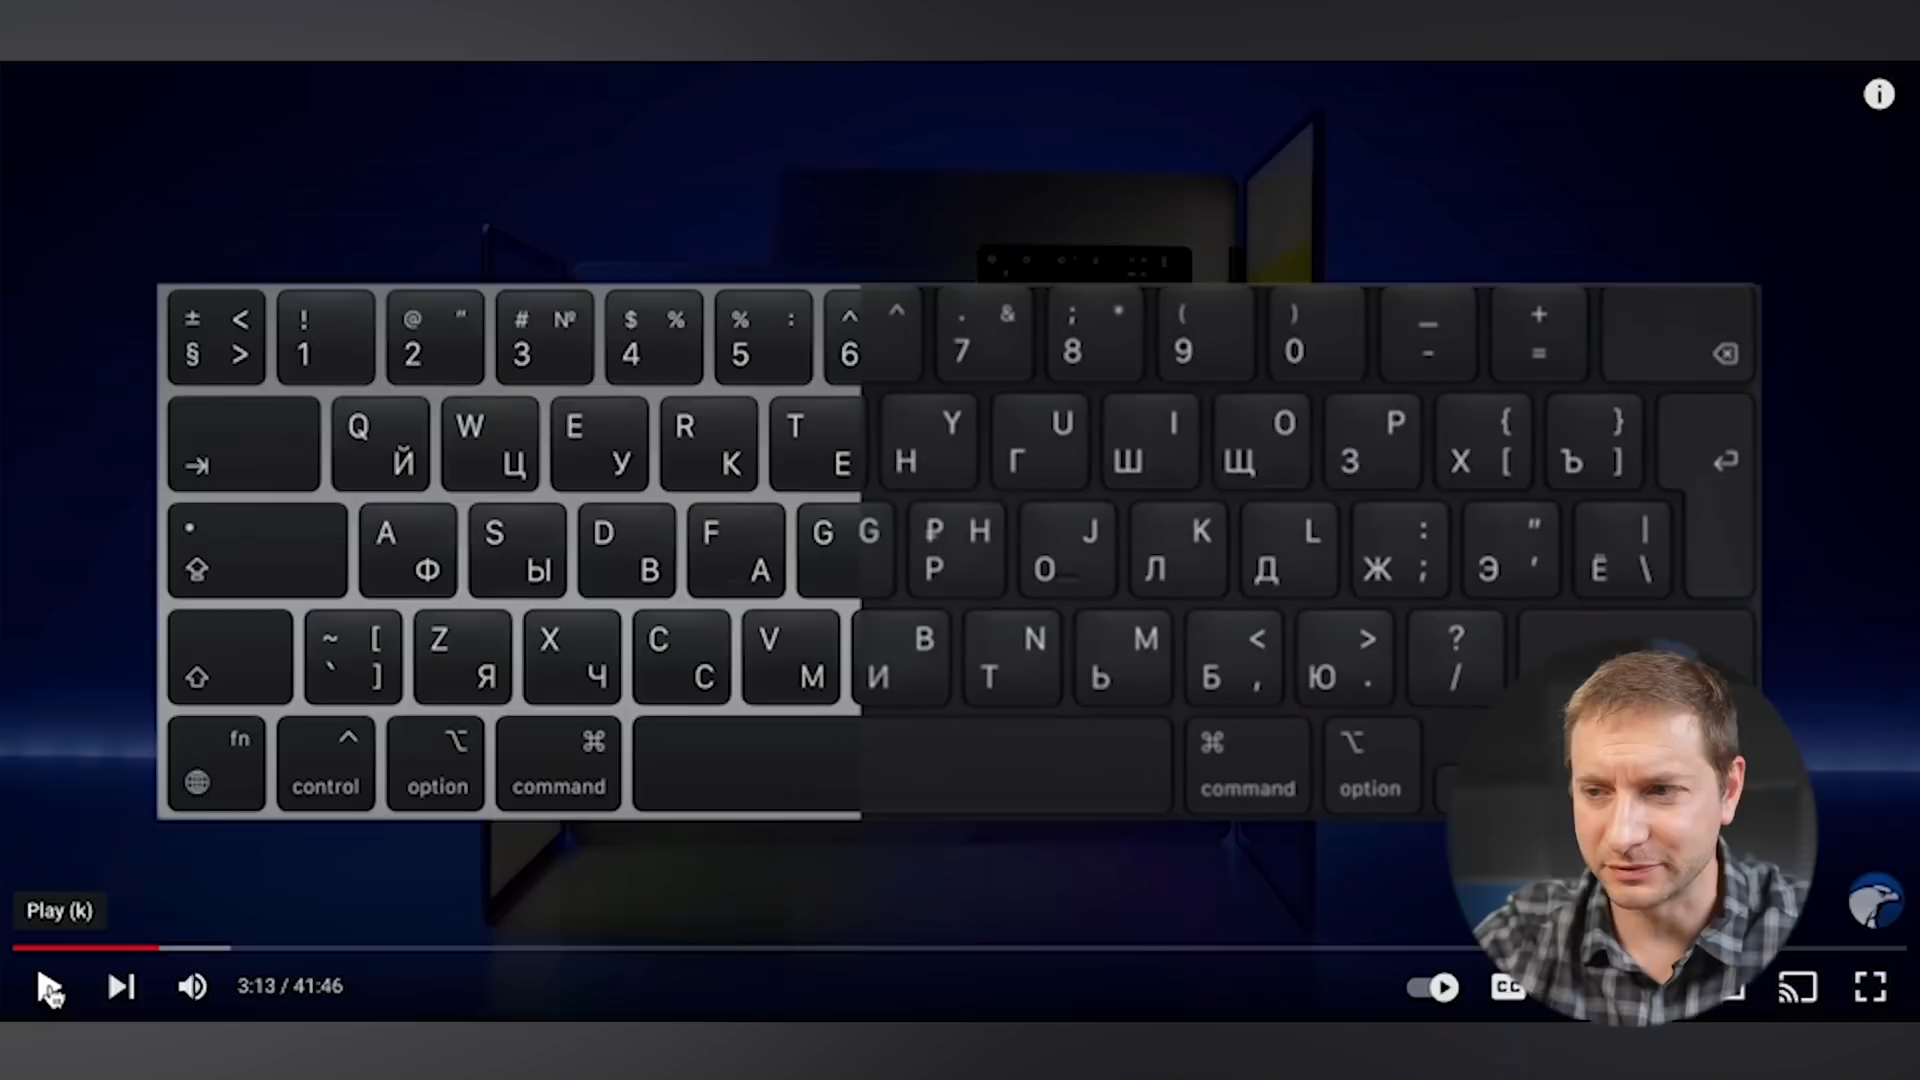 ± < ! @ " # № $ % % : ^ ^ . & ; * ( ) _ +
§ > 1 2 3 4 5 6 7 8 9 0 - =
Q W E R T Y U I O P { }
Й Ц У К Е Н Г Ш Щ З Х [ Ъ ]
A S D F G G ₽ H J K L : " |
Ф Ы В А Р О Л Д Ж ; Э ' Ё \
~ [ Z X C V B N M < > ?
` ] Я Ч С М И Т Ь Б , Ю . /
fn ^ ⌥ ⌘ ⌘ ⌥
control option command command option
Play (k)
3:13 / 41:46
CC